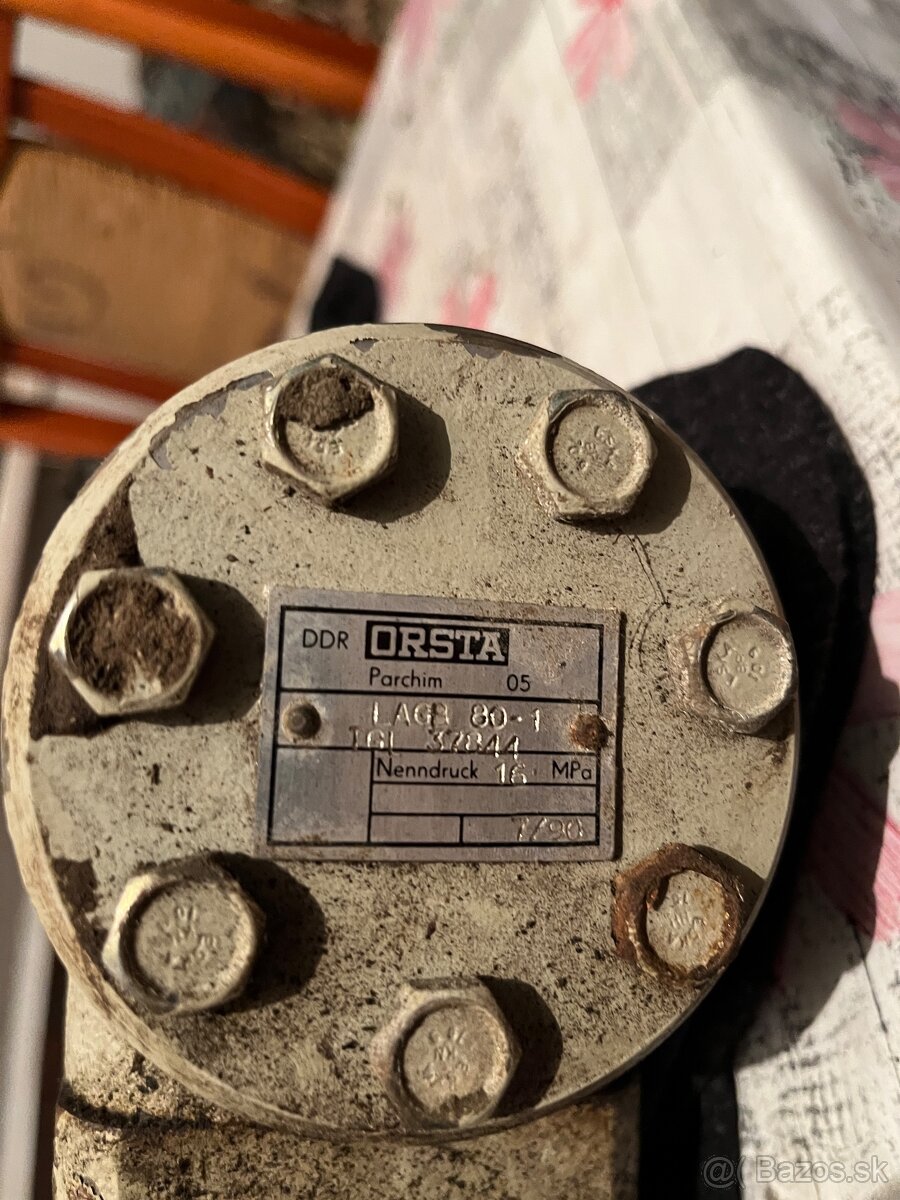 DDR ORSTA
Parchim 05
LAGB 80-1
TGL 37844
Nenndruck 16 MPa
7/90
@( Bazos.sk